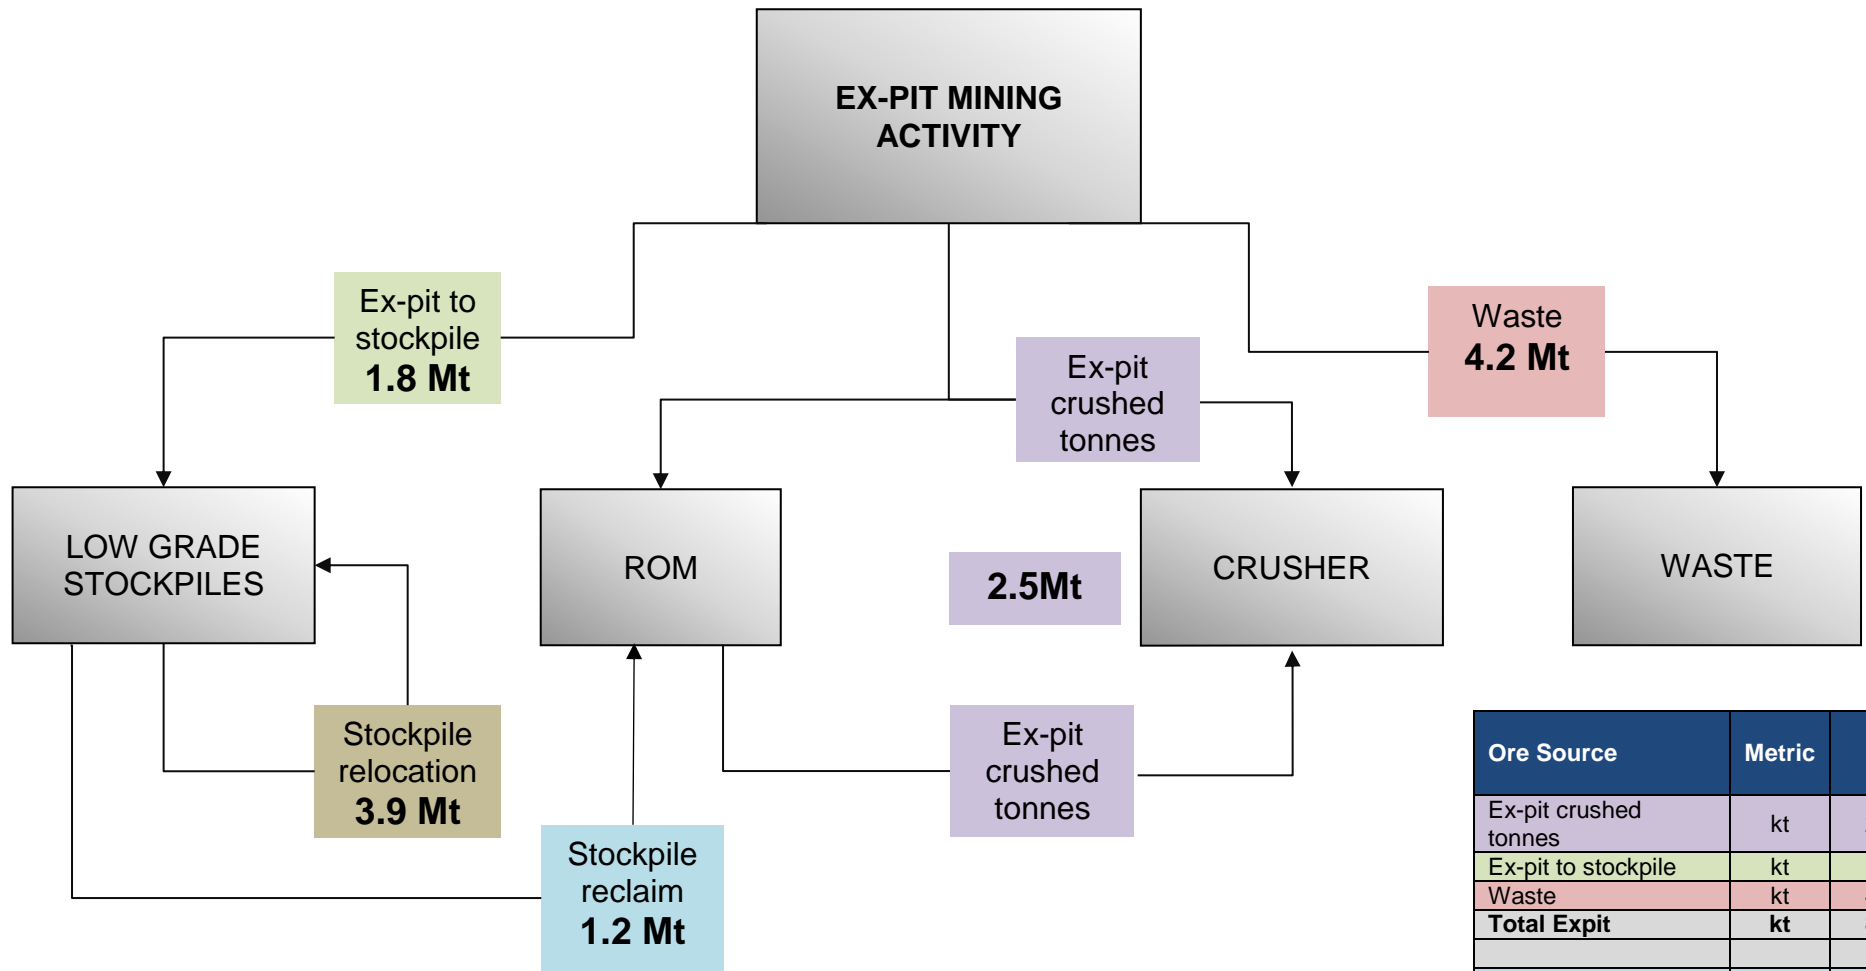 EX-PIT MINING
ACTIVITY
Ex-pit to
stockpile
1.8 Mt
Ex-pit
crushed
tonnes
Waste
4.2 Mt
LOW GRADE
STOCKPILES
ROM
2.5Mt
CRUSHER
WASTE
Stockpile
relocation
3.9 Mt
Ex-pit
crushed
tonnes
Stockpile
reclaim
1.2 Mt
Ore Source Metric
Ex-pit crushed
tonnes kt
Ex-pit to stockpile kt
Waste kt
Total Expit kt